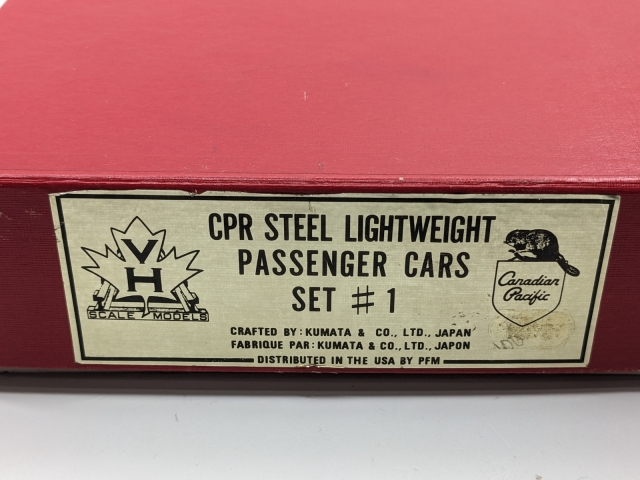 VH
SCALE MODELS
CPR STEEL LIGHTWEIGHT
PASSENGER CARS
SET #1
Canadian
Pacific
CRAFTED BY: KUMATA & CO., LTD., JAPAN
FABRIQUE PAR: KUMATA & CO., LTD., JAPON
DISTRIBUTED IN THE USA BY PFM